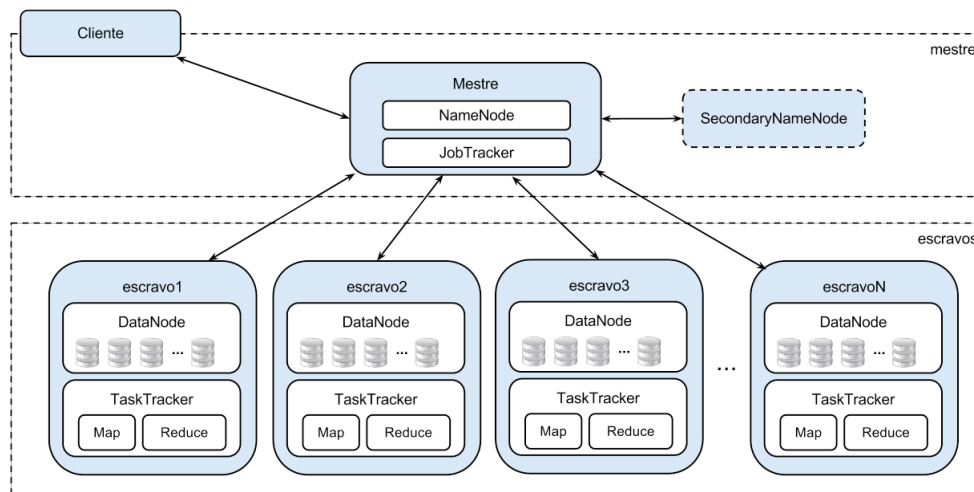 Cliente
mestre
Mestre
NameNode
SecondaryNameNode
JobTracker
escravos
escravo1
DataNode
...
TaskTracker
Map
Reduce
escravo2
DataNode
...
TaskTracker
Map
Reduce
escravo3
DataNode
...
TaskTracker
Map
Reduce
...
escravoN
DataNode
...
TaskTracker
Map
Reduce